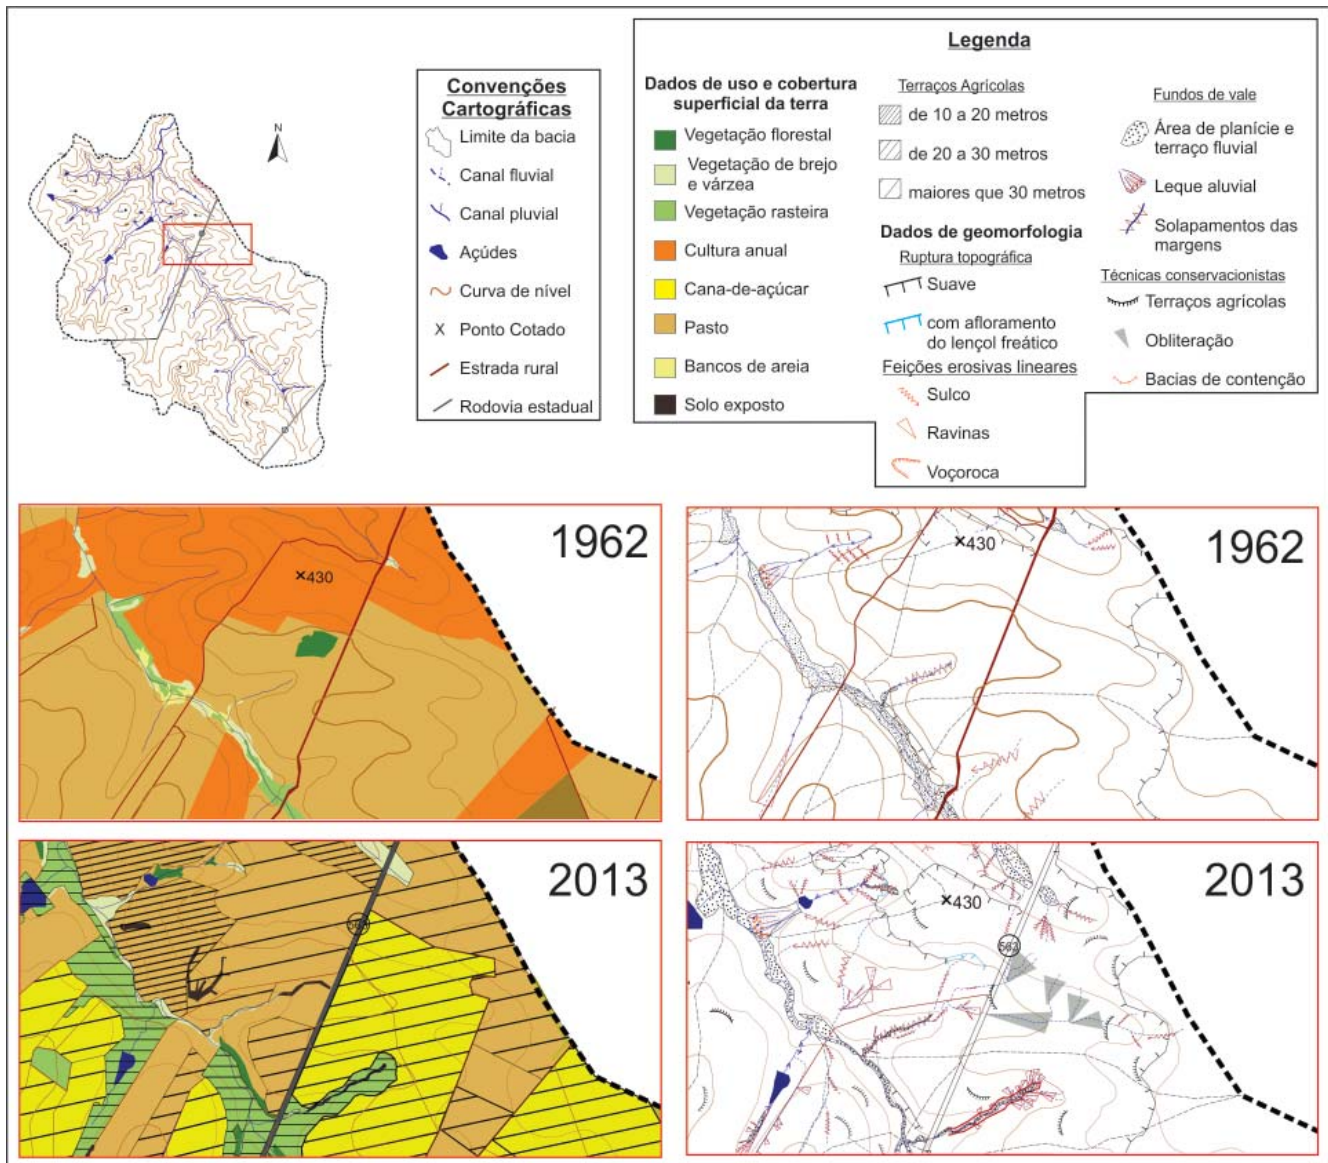 N
Convenções
Cartográficas
Limite da bacia
Canal fluvial
Canal pluvial
Açúdes
Curva de nível
Ponto Cotado
Estrada rural
Rodovia estadual
Legenda
Dados de uso e cobertura
superficial da terra
Vegetação florestal
Vegetação de brejo
e várzea
Vegetação rasteira
Cultura anual
Cana-de-açúcar
Pasto
Bancos de areia
Solo exposto
Terraços Agrícolas
de 10 a 20 metros
de 20 a 30 metros
maiores que 30 metros
Dados de geomorfologia
Ruptura topográfica
Suave
com afloramento
do lençol freático
Feições erosivas lineares
Sulco
Ravinas
Voçoroca
Fundos de vale
Área de planície e
terraço fluvial
Leque aluvial
Solapamentos das
margens
Técnicas conservacionistas
Terraços agrícolas
Obliteração
Bacias de contenção
1962
×430
1962
×430
2013
2013
×430
563